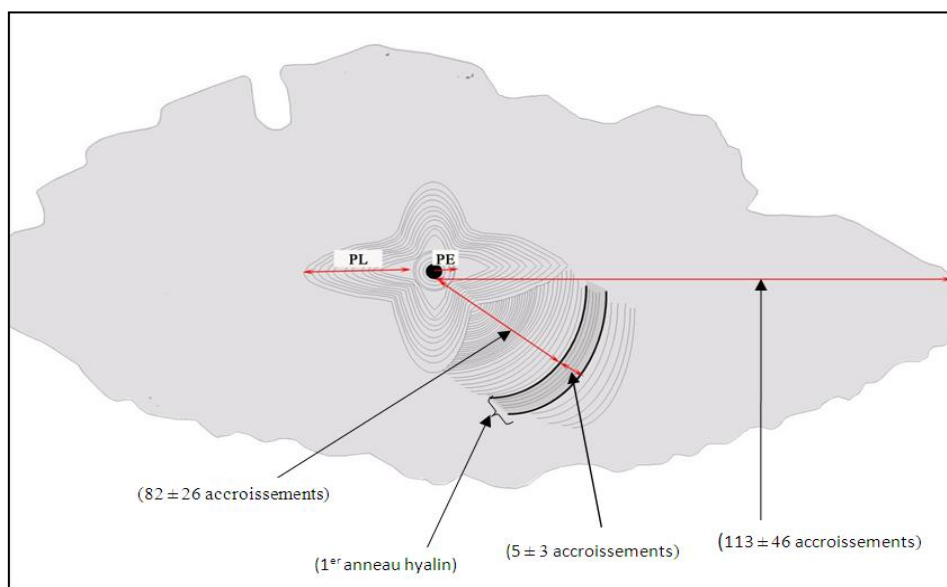 PL
PE
(82 ± 26 accroissements)
(1er anneau hyalin)
(5 ± 3 accroissements)
(113 ± 46 accroissements)